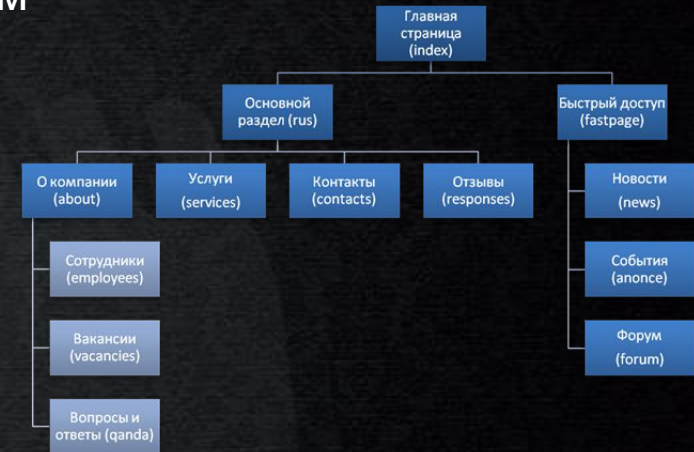 Главная
страница
(index)
Основной
раздел (rus)
Быстрый доступ
(fastpage)
О компании
(about)
Услуги
(services)
Контакты
(contacts)
Отзывы
(responses)
Новости
(news)
Сотрудники
(employees)
События
(anonce)
Вакансии
(vacancies)
Форум
(forum)
Вопросы и
ответы (qanda)